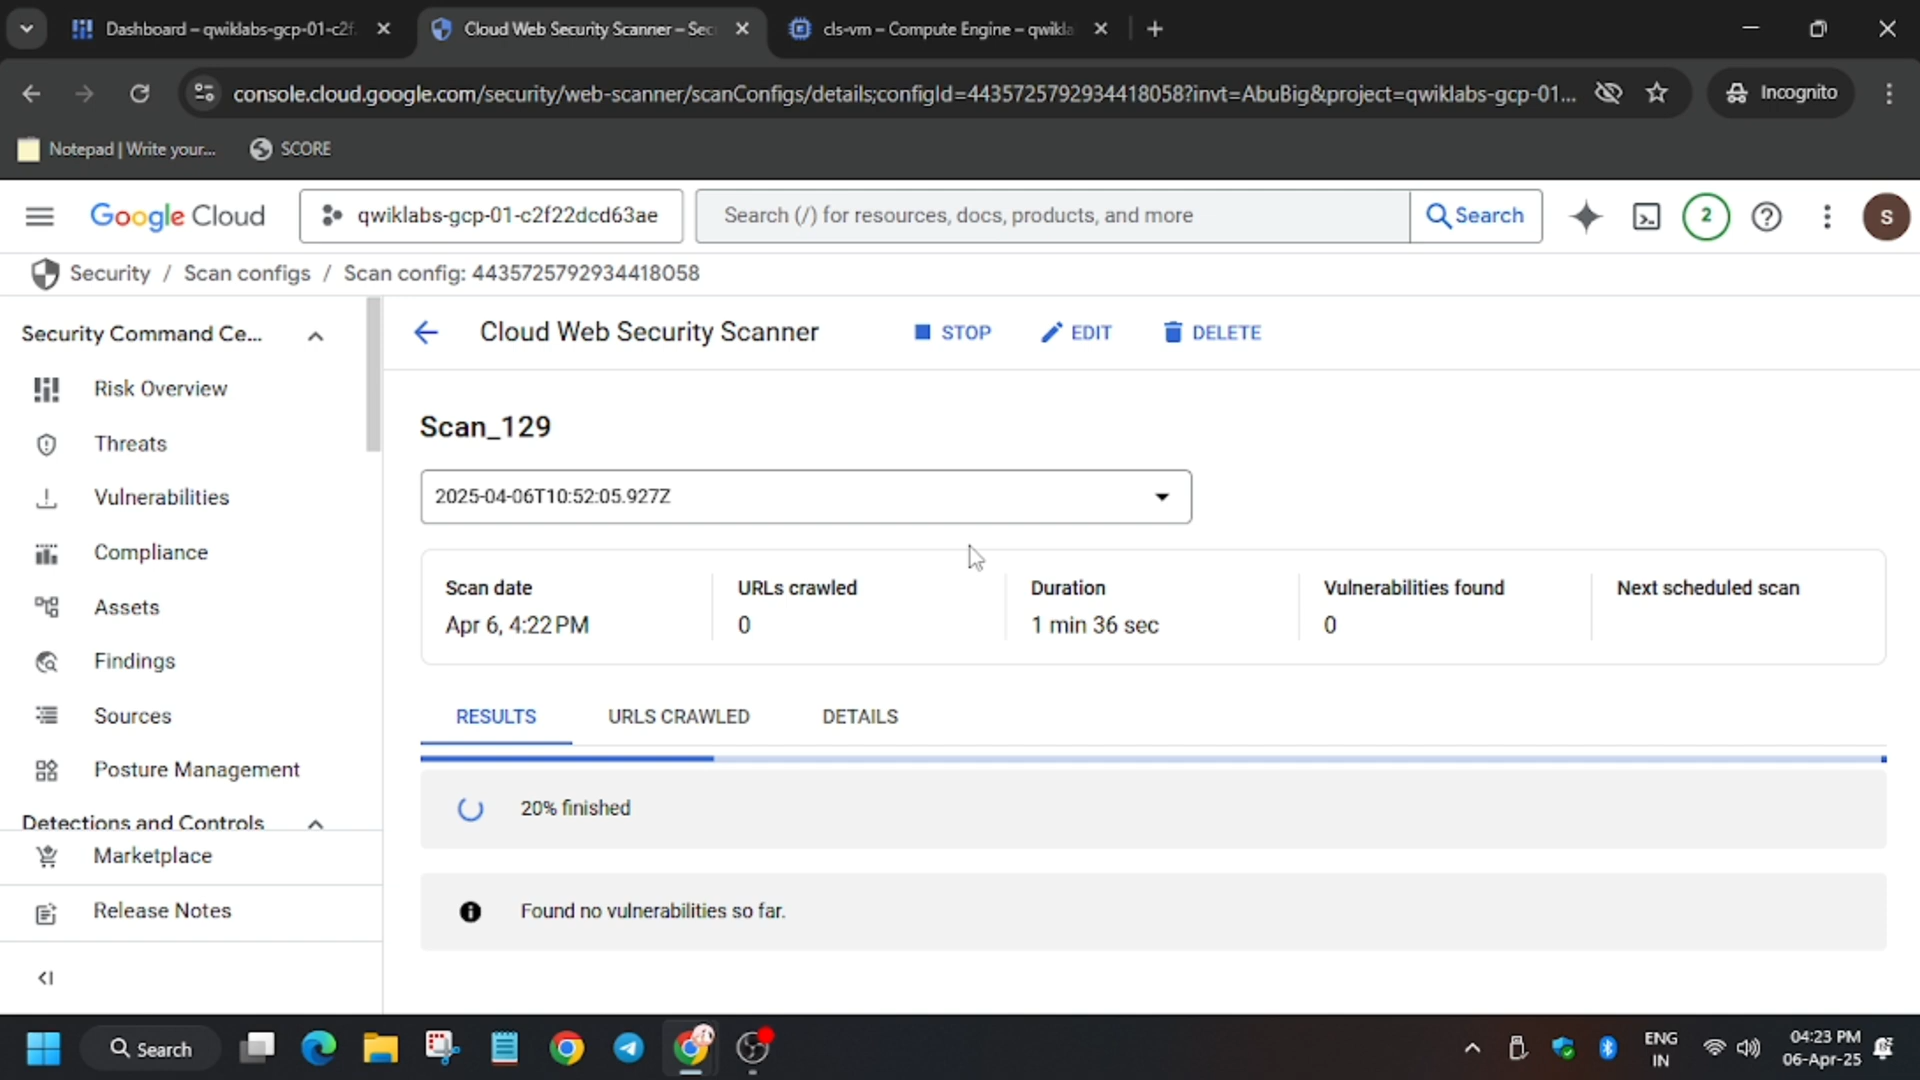 Dashboard – qwiklabs-gcp-01-c2f
Cloud Web Security Scanner – Sec
cls-vm – Compute Engine – qwikla
console.cloud.google.com/security/web-scanner/scanConfigs/details;configId=4435725792934418058?invt=AbuBig&project=qwiklabs-gcp-01...
Incognito
Notepad | Write your...
SCORE
Google Cloud
qwiklabs-gcp-01-c2f22dcd63ae
Search (/) for resources, docs, products, and more
Search
2
S
Security / Scan configs / Scan config: 4435725792934418058
Security Command Ce...
Risk Overview
Threats
Vulnerabilities
Compliance
Assets
Findings
Sources
Posture Management
Detections and Controls
Marketplace
Release Notes
Cloud Web Security Scanner
STOP
EDIT
DELETE
Scan_129
2025-04-06T10:52:05.927Z
Scan date
Apr 6, 4:22 PM
URLs crawled
0
Duration
1 min 36 sec
Vulnerabilities found
0
Next scheduled scan
RESULTS
URLS CRAWLED
DETAILS
20% finished
Found no vulnerabilities so far.
Search
ENG
IN
04:23 PM
06-Apr-25